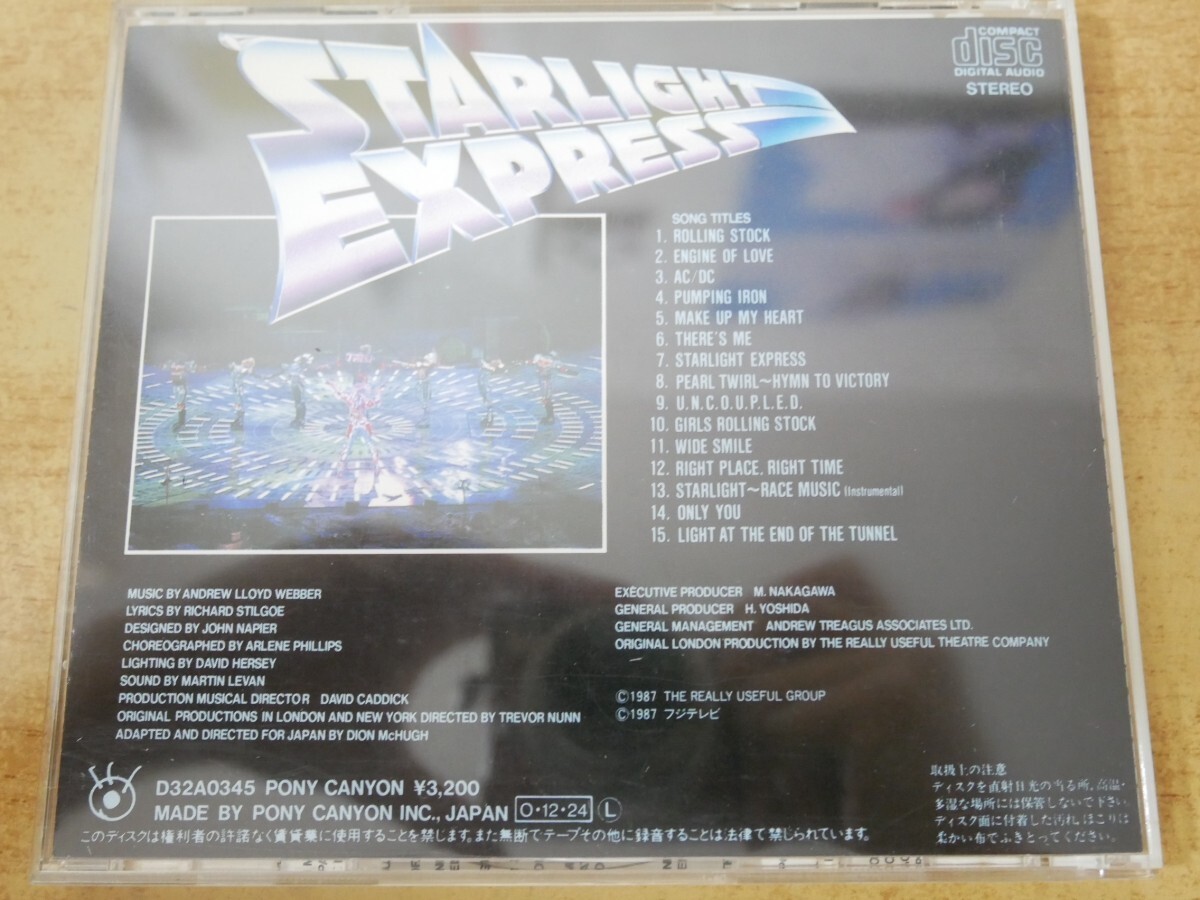 STARLIGHT
EXPRESS
COMPACT
disc
DIGITAL AUDIO
STEREO
SONG TITLES
1. ROLLING STOCK
2. ENGINE OF LOVE
3. AC/DC
4. PUMPING IRON
5. MAKE UP MY HEART
6. THERE'S ME
7. STARLIGHT EXPRESS
8. PEARL TWIRL~HYMN TO VICTORY
9. U.N.C.O.U.P.L.E.D.
10. GIRLS ROLLING STOCK
11. WIDE SMILE
12. RIGHT PLACE. RIGHT TIME
13. STARLIGHT~RACE MUSIC (Instrumental)
14. ONLY YOU
15. LIGHT AT THE END OF THE TUNNEL
MUSIC BY ANDREW LLOYD WEBBER
LYRICS BY RICHARD STILGOE
DESIGNED BY JOHN NAPIER
CHOREOGRAPHED BY ARLENE PHILLIPS
LIGHTING BY DAVID HERSEY
SOUND BY MARTIN LEVAN
PRODUCTION MUSICAL DIRECTOR DAVID CADDICK
ORIGINAL PRODUCTIONS IN LONDON AND NEW YORK DIRECTED BY TREVOR NUNN
ADAPTED AND DIRECTED FOR JAPAN BY DION McHUGH
EXECUTIVE PRODUCER M. NAKAGAWA
GENERAL PRODUCER H. YOSHIDA
GENERAL MANAGEMENT ANDREW TREAGUS ASSOCIATES LTD.
ORIGINAL LONDON PRODUCTION BY THE REALLY USEFUL THEATRE COMPANY
©1987 THE REALLY USEFUL GROUP
©1987 フジテレビ
D32A0345 PONY CANYON ¥3,200
MADE BY PONY CANYON INC., JAPAN O・12・24 L
このディスクは権利者の許諾なく賃貸業に使用することを禁じます。また無断でテープその他に録音することは法律で禁じられています。
取扱上の注意
ディスクを直射日光の当る所、高温・
多湿な場所には保管しないで下さい。
ディスク面に付着した汚れ、ほこりは
柔かい布でふきとってください。